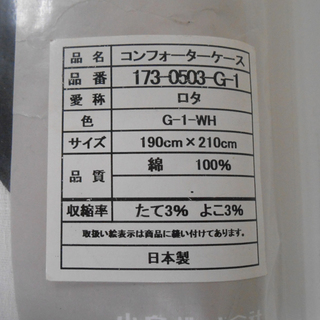 品名 コンフォーターケース
品番 173-0503-G-1
愛称 ロタ
色 G-1-WH
サイズ 190cm×210cm
品質 綿 100%
収縮率 たて3% よこ3%
取扱い絵表示は商品に縫い付けてあります。
日本製